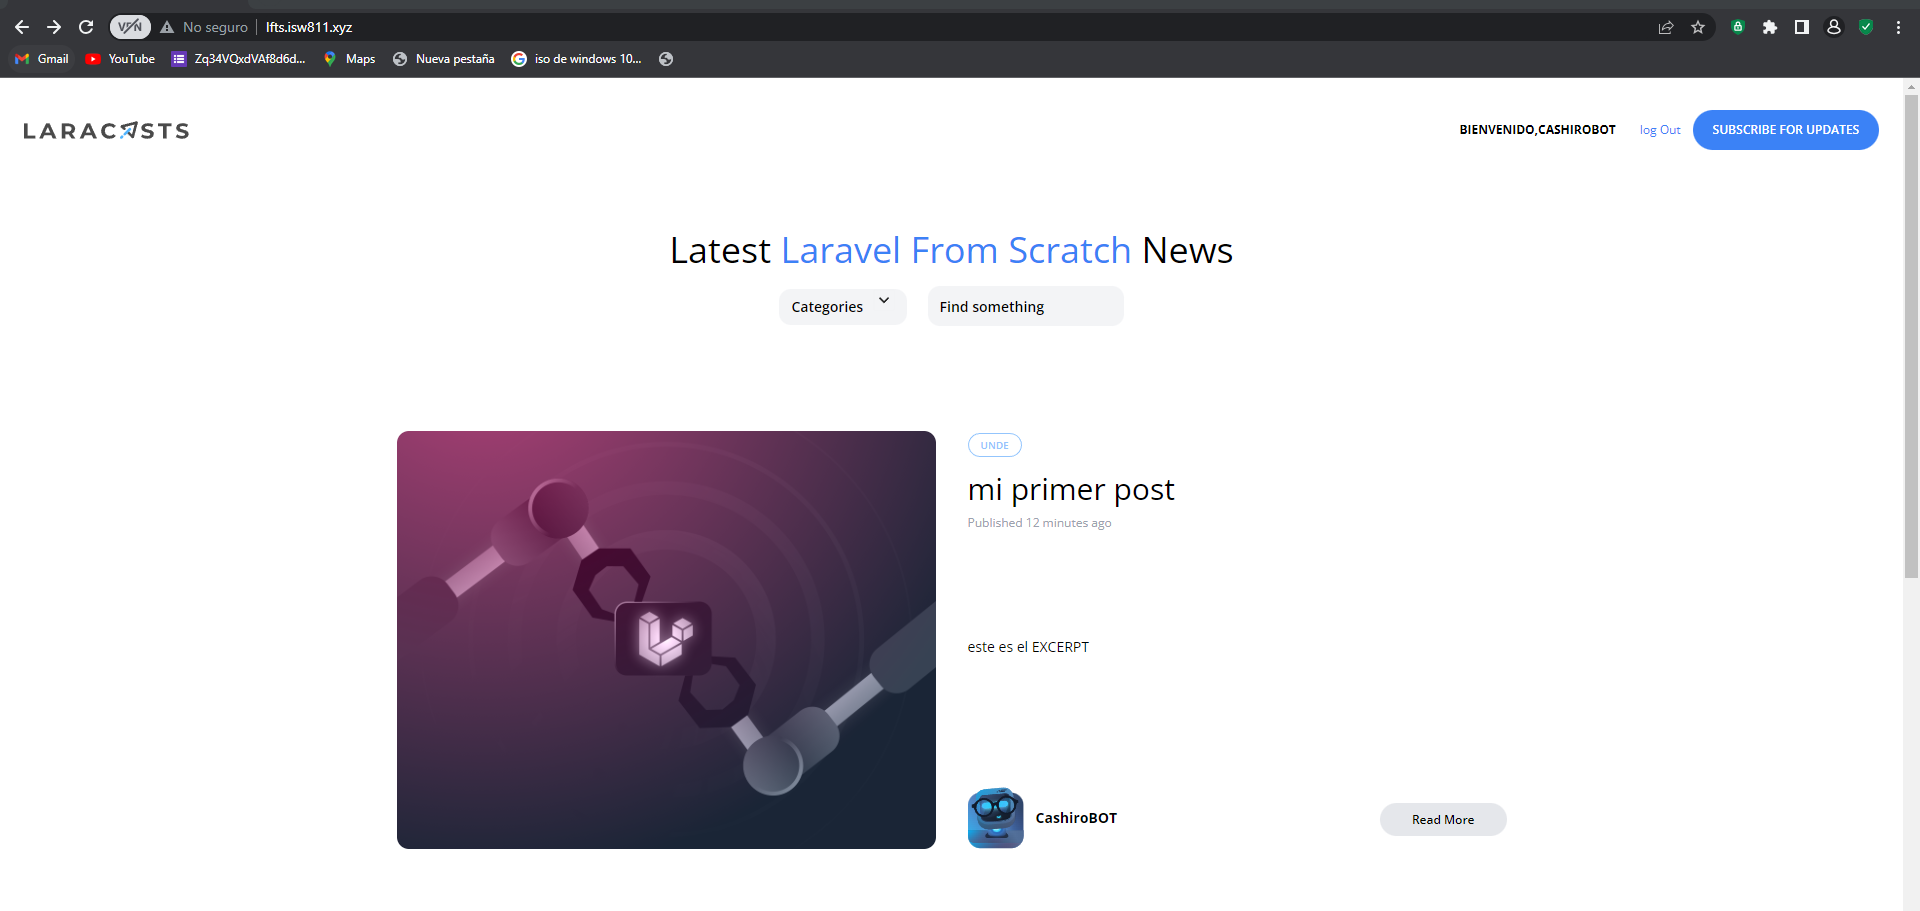 VPN No seguro lfts.isw811.xyz
Gmail YouTube Zq34VQxdVAf8d6d... Maps Nueva pestaña iso de windows 10...
LARACASTS BIENVENIDO,CASHIROBOT log Out SUBSCRIBE FOR UPDATES
Latest Laravel From Scratch News
Categories Find something
UNDE
mi primer post
Published 12 minutes ago
este es el EXCERPT
CashiroBOT Read More